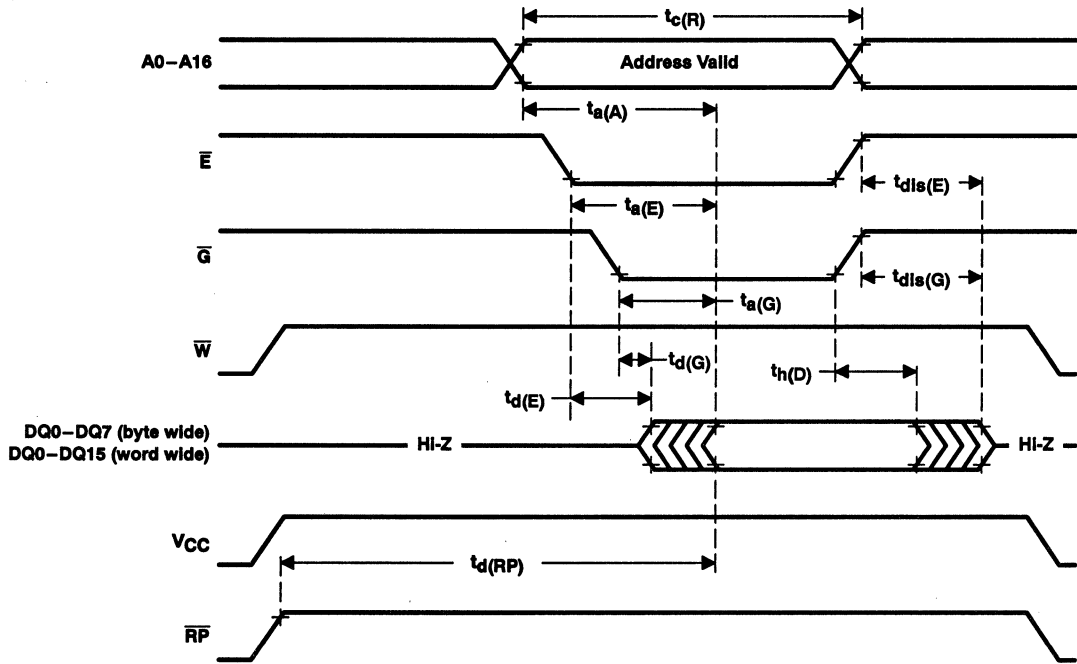 tc(R)
A0–A16
Address Valid
ta(A)
E̅
tdis(E)
ta(E)
G̅
tdis(G)
ta(G)
W̅
td(G)
th(D)
td(E)
DQ0–DQ7 (byte wide)
DQ0–DQ15 (word wide)
Hi-Z
Hi-Z
VCC
td(RP)
R̅P̅